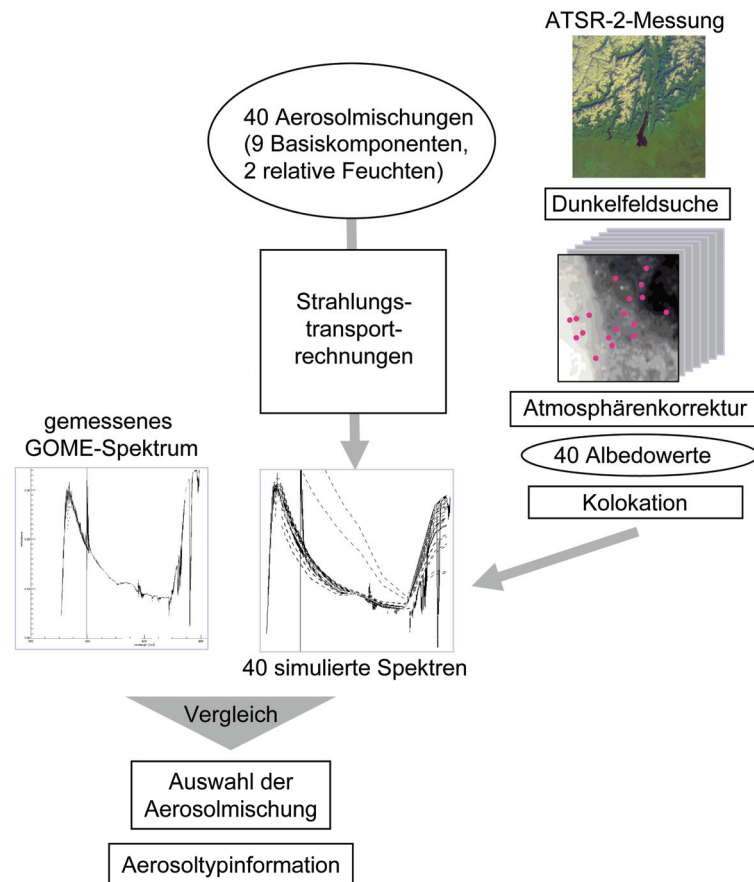 ATSR-2-Messung
40 Aerosolmischungen
(9 Basiskomponenten,
2 relative Feuchten)
Dunkelfeldsuche
Strahlungs-
transport-
rechnungen
Atmosphärenkorrektur
40 Albedowerte
Kolokation
gemessenes
GOME-Spektrum
40 simulierte Spektren
Vergleich
Auswahl der
Aerosolmischung
Aerosoltypinformation